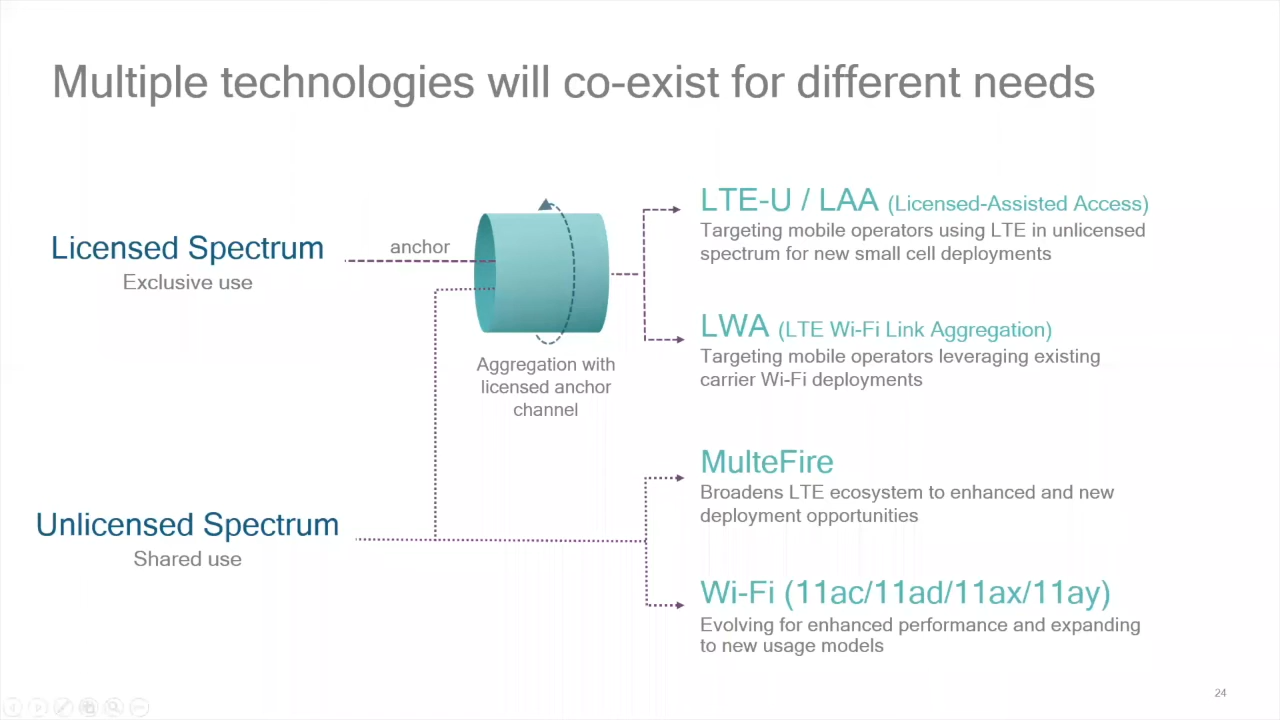 Multiple technologies will co-exist for different needs
Licensed Spectrum
Exclusive use
anchor
Aggregation with
licensed anchor
channel
LTE-U / LAA (Licensed-Assisted Access)
Targeting mobile operators using LTE in unlicensed
spectrum for new small cell deployments
LWA (LTE Wi-Fi Link Aggregation)
Targeting mobile operators leveraging existing
carrier Wi-Fi deployments
Unlicensed Spectrum
Shared use
MulteFire
Broadens LTE ecosystem to enhanced and new
deployment opportunities
Wi-Fi (11ac/11ad/11ax/11ay)
Evolving for enhanced performance and expanding
to new usage models
24